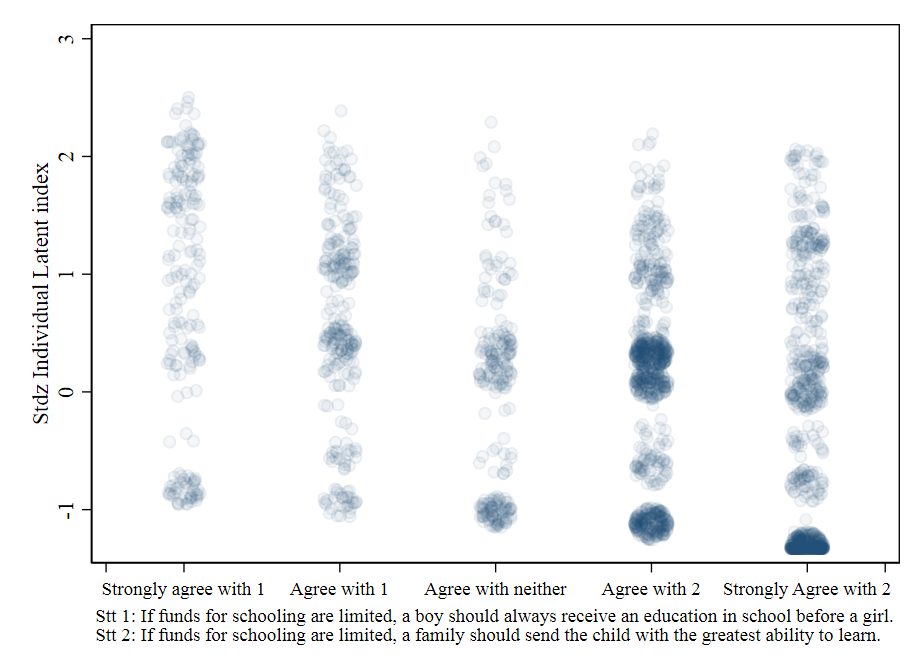 Stdz Individual Latent index
3
2
1
0
-1
Strongly agree with 1 Agree with 1 Agree with neither Agree with 2 Strongly Agree with 2
Stt 1: If funds for schooling are limited, a boy should always receive an education in school before a girl.
Stt 2: If funds for schooling are limited, a family should send the child with the greatest ability to learn.